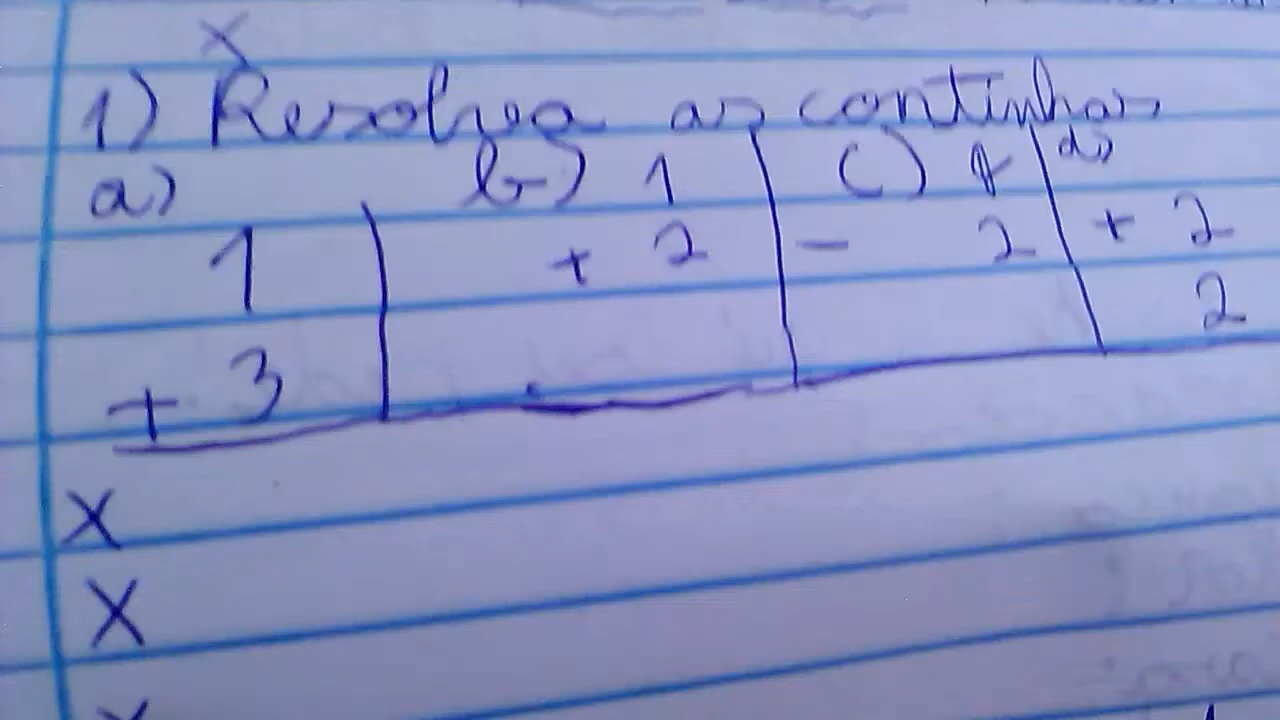 x
1) Resolva as continhas
a) b) 1 c) d)
1 + 2 - 2 + 2
2
+ 3
x
x
x